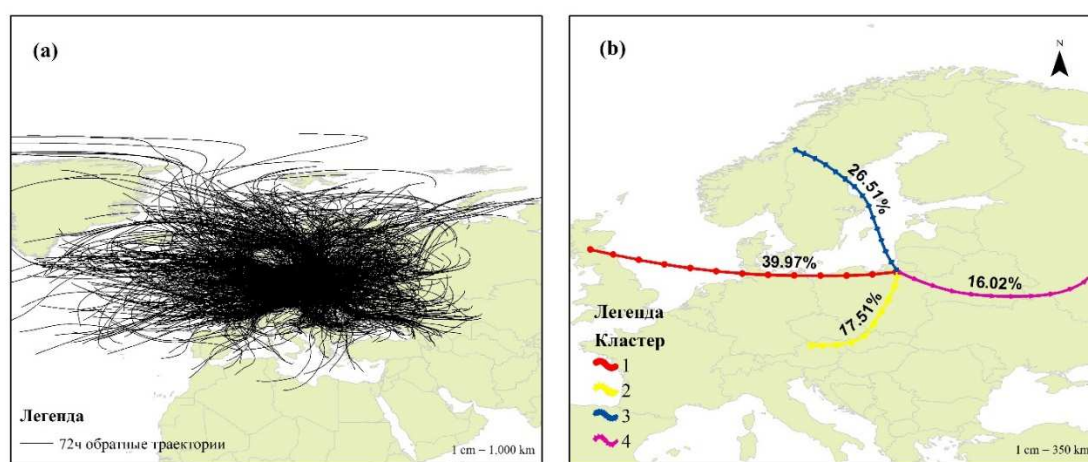 (a)
Легенда
72ч обратные траектории
1 cm – 1.000 km
(b)
N
26.51%
39.97%
16.02%
17.51%
Легенда
Кластер
1
2
3
4
1 cm – 350 km